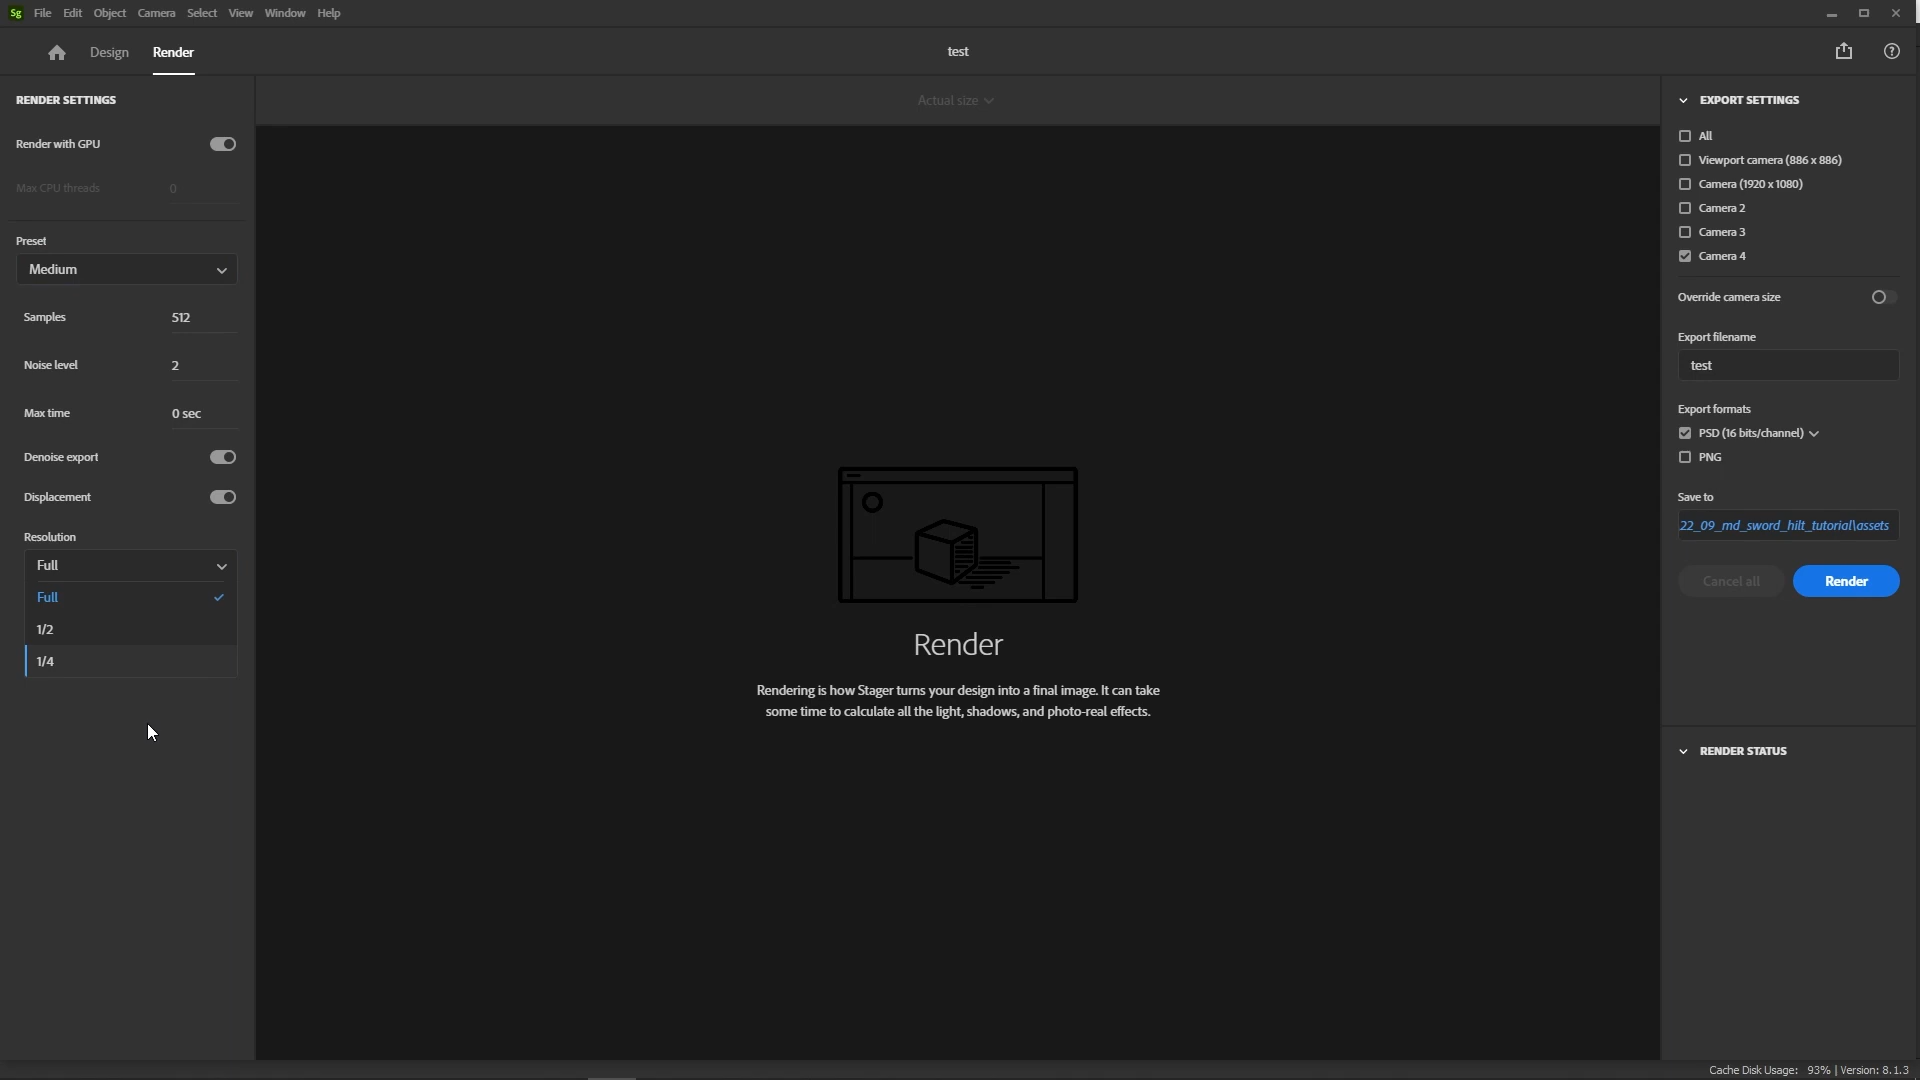 Sg File Edit Object Camera Select View Window Help
Design Render test
RENDER SETTINGS
Render with GPU
Max CPU threads 0
Preset
Medium
Samples 512
Noise level 2
Max time 0 sec
Denoise export
Displacement
Resolution
Full
Full
1/2
1/4
Actual size
Render
Rendering is how Stager turns your design into a final image. It can take
some time to calculate all the light, shadows, and photo-real effects.
EXPORT SETTINGS
All
Viewport camera (886 x 886)
Camera (1920 x 1080)
Camera 2
Camera 3
Camera 4
Override camera size
Export filename
test
Export formats
PSD (16 bits/channel)
PNG
Save to
22_09_md_sword_hilt_tutorial\assets
Cancel all Render
RENDER STATUS
Cache Disk Usage: 93% | Version: 8.1.3